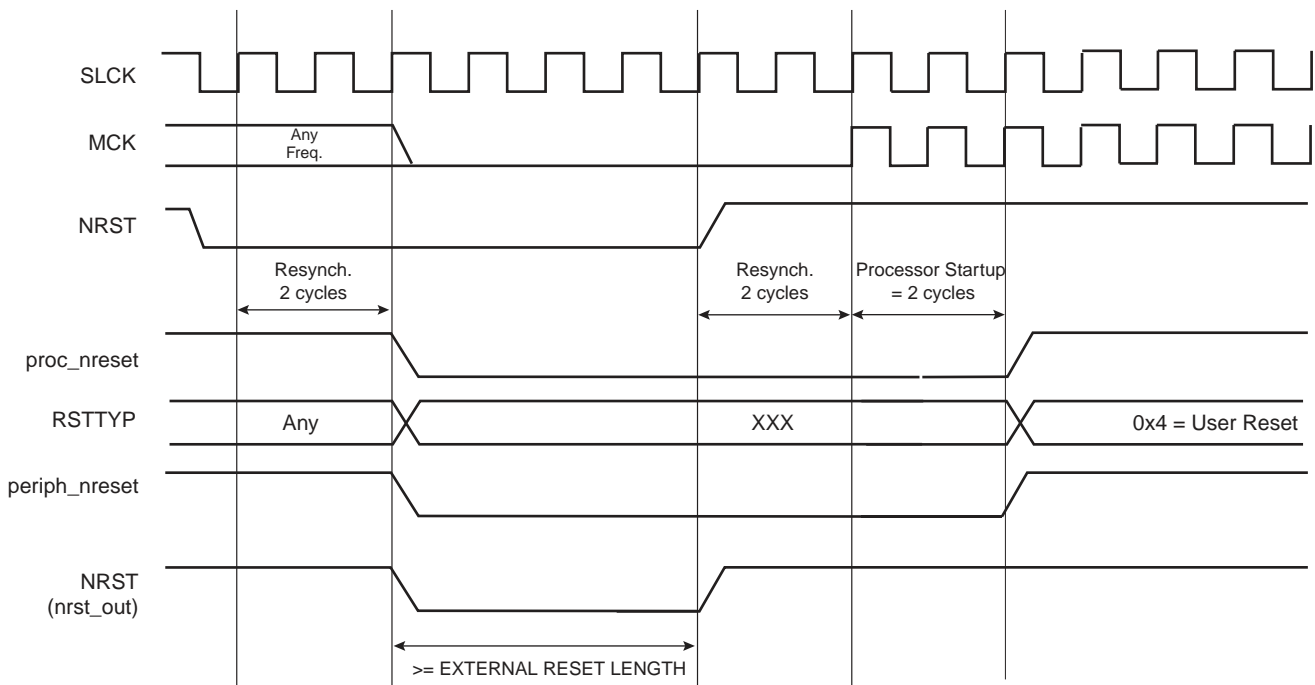 SLCK
MCK
Any
Freq.
NRST
Resynch.
2 cycles
Resynch.
2 cycles
Processor Startup
= 2 cycles
proc_nreset
RSTTYP
Any
XXX
0x4 = User Reset
periph_nreset
NRST
(nrst_out)
>= EXTERNAL RESET LENGTH